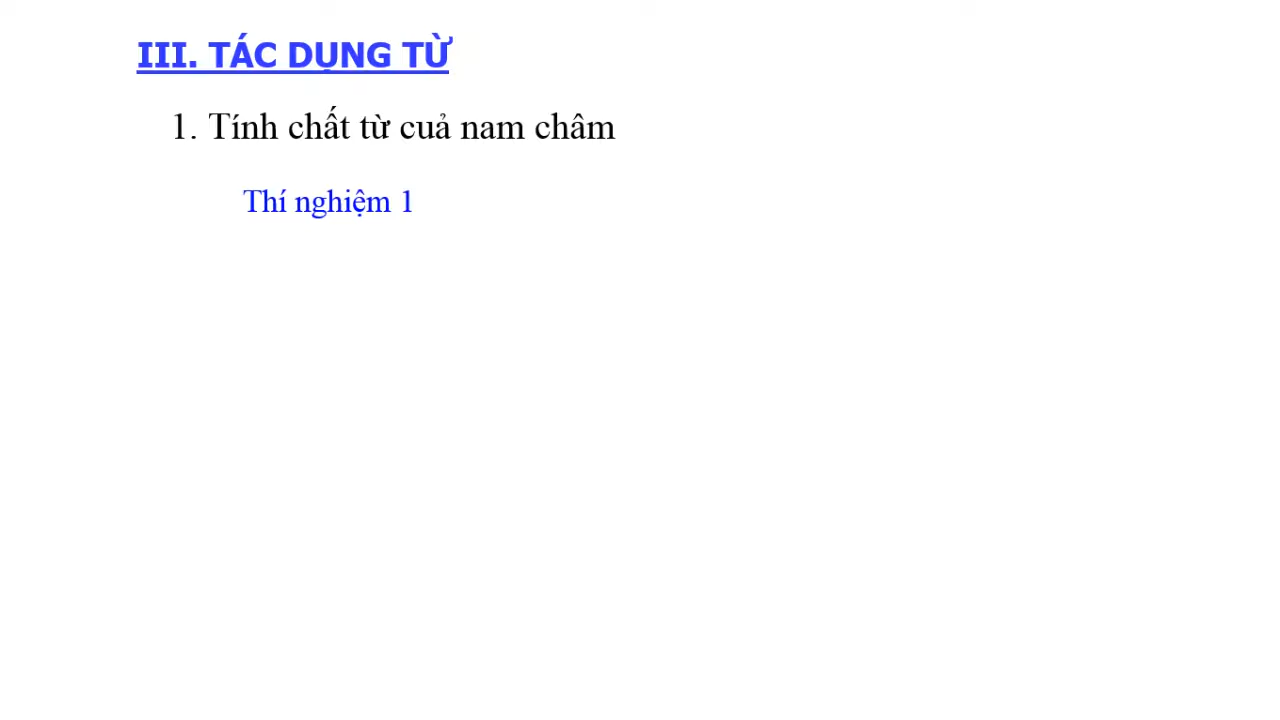 III. TÁC DỤNG TỪ
1. Tính chất từ cuả nam châm
Thí nghiệm 1